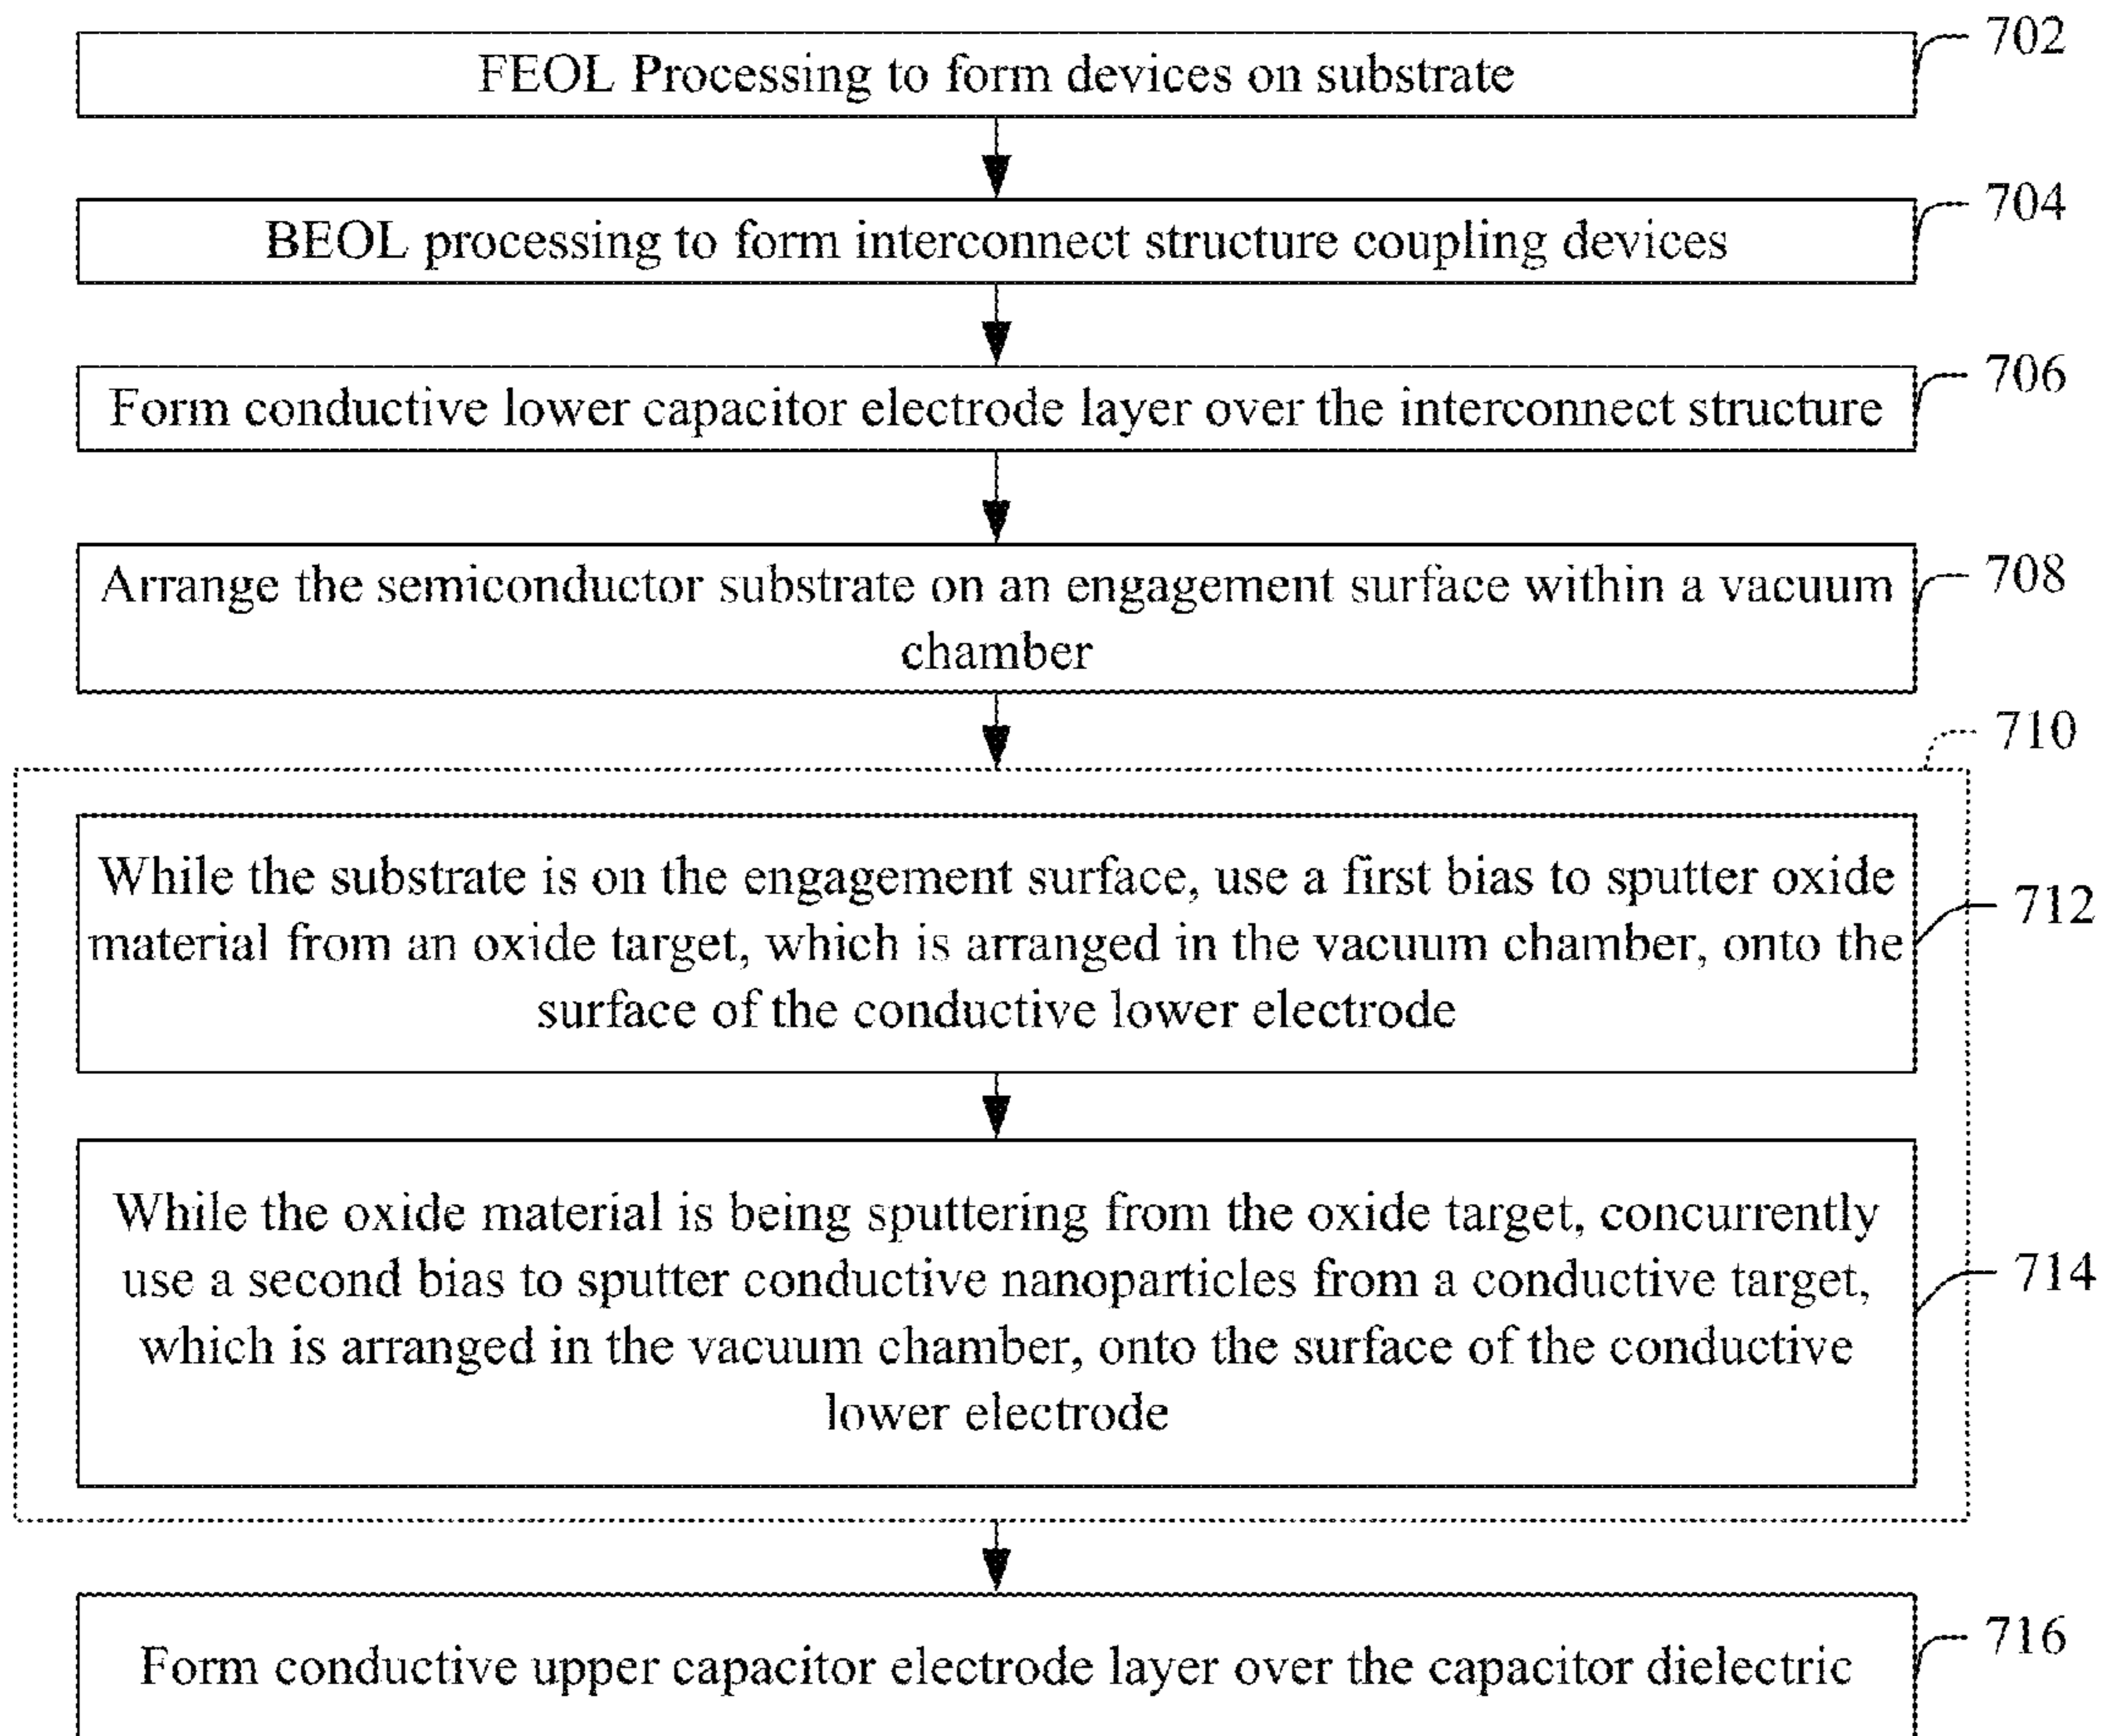 FEOL Processing to form devices on substrate
702
BEOL processing to form interconnect structure coupling devices
704
Form conductive lower capacitor electrode layer over the interconnect structure
706
Arrange the semiconductor substrate on an engagement surface within a vacuum
chamber
708
710
While the substrate is on the engagement surface, use a first bias to sputter oxide
material from an oxide target, which is arranged in the vacuum chamber, onto the
surface of the conductive lower electrode
712
While the oxide material is being sputtering from the oxide target, concurrently
use a second bias to sputter conductive nanoparticles from a conductive target,
which is arranged in the vacuum chamber, onto the surface of the conductive
lower electrode
714
Form conductive upper capacitor electrode layer over the capacitor dielectric
716